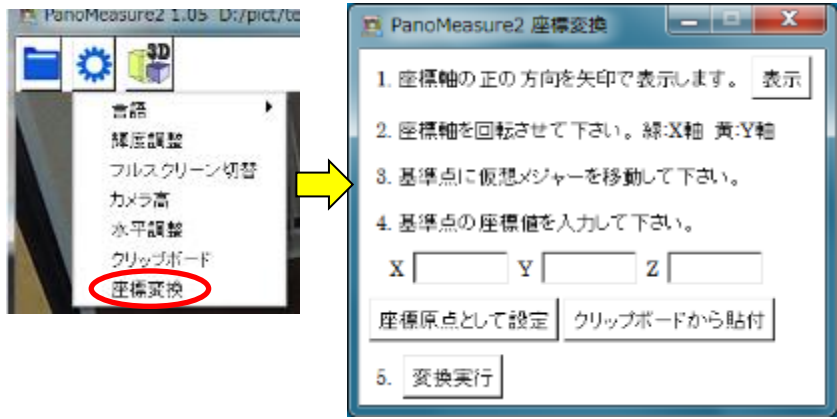 PanoMeasure2 1.05 D:/pict/te
3D
言語
輝度調整
フルスクリーン切替
カメラ高
水平調整
クリップボード
座標変換
PanoMeasure2 座標変換
1. 座標軸の正の方向を矢印で表示します。 表示
2. 座標軸を回転させて下さい。緑:X軸 黄:Y軸
3. 基準点に仮想メジャーを移動して下さい。
4. 基準点の座標値を入力して下さい。
X Y Z
座標原点として設定 クリップボードから貼付
5. 変換実行